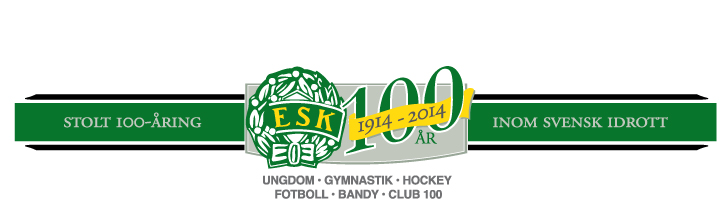 STOLT 100-ÅRING
ESK
100
1914 - 2014
ÅR
INOM SVENSK IDROTT
UNGDOM · GYMNASTIK · HOCKEY
FOTBOLL · BANDY · CLUB 100